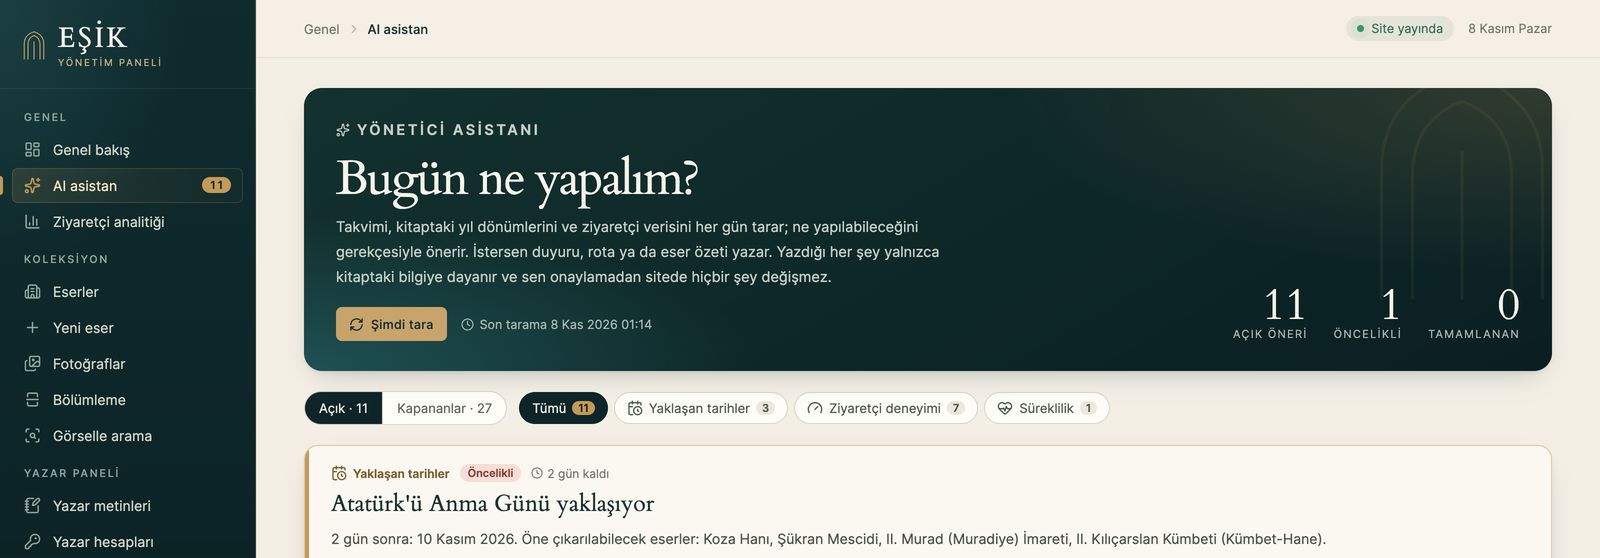 EŞİK
YÖNETİM PANELİ
GENEL
Genel bakış
AI asistan 11
Ziyaretçi analitiği
KOLEKSİYON
Eserler
Yeni eser
Fotoğraflar
Bölümleme
Görselle arama
YAZAR PANELİ
Yazar metinleri
Yazar hesapları
Genel > AI asistan
Site yayında 8 Kasım Pazar
YÖNETİCİ ASİSTANI
Bugün ne yapalım?
Takvimi, kitaptaki yıl dönümlerini ve ziyaretçi verisini her gün tarar; ne yapılabileceğini
gerekçesiyle önerir. İstersen duyuru, rota ya da eser özeti yazar. Yazdığı her şey yalnızca
kitaptaki bilgiye dayanır ve sen onaylamadan sitede hiçbir şey değişmez.
Şimdi tara Son tarama 8 Kas 2026 01:14
11 1 0
AÇIK ÖNERİ ÖNCELİKLİ TAMAMLANAN
Açık · 11 Kapananlar · 27 Tümü 11 Yaklaşan tarihler 3 Ziyaretçi deneyimi 7 Süreklilik 1
Yaklaşan tarihler Öncelikli 2 gün kaldı
Atatürk'ü Anma Günü yaklaşıyor
2 gün sonra: 10 Kasım 2026. Öne çıkarılabilecek eserler: Koza Hanı, Şükran Mescidi, II. Murad (Muradiye) İmareti, II. Kılıçarslan Kümbeti (Kümbet-Hane).